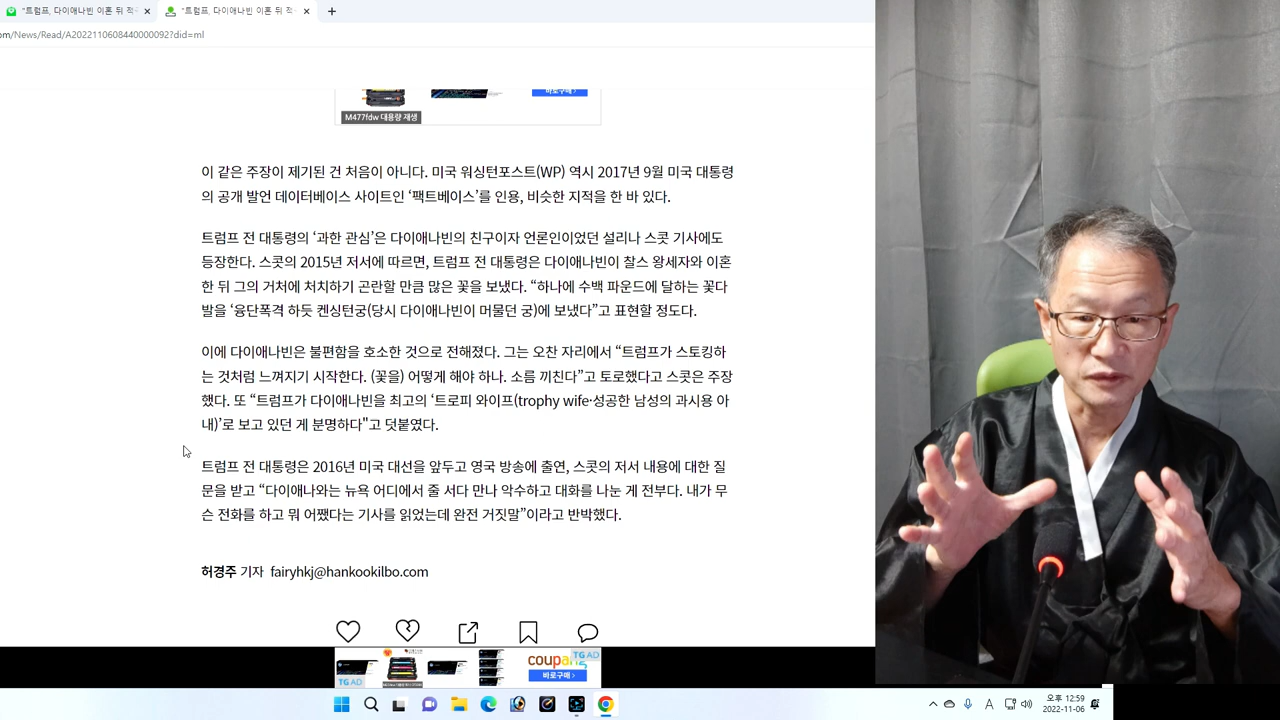 "트럼프, 다이애나빈 이혼 뒤 적
"트럼프, 다이애나빈 이혼 뒤 적
om/News/Read/A2022110608440000092?did=ml
바로구매
M477fdw 대용량 재생
이 같은 주장이 제기된 건 처음이 아니다. 미국 워싱턴포스트(WP) 역시 2017년 9월 미국 대통령
의 공개 발언 데이터베이스 사이트인 ‘팩트베이스’를 인용, 비슷한 지적을 한 바 있다.
트럼프 전 대통령의 ‘과한 관심’은 다이애나빈의 친구이자 언론인이었던 설리나 스콧 기사에도
등장한다. 스콧의 2015년 저서에 따르면, 트럼프 전 대통령은 다이애나빈이 찰스 왕세자와 이혼
한 뒤 그의 거처에 처치하기 곤란할 만큼 많은 꽃을 보냈다. “하나에 수백 파운드에 달하는 꽃다
발을 ‘융단폭격 하듯 켄싱턴궁(당시 다이애나빈이 머물던 궁)에 보냈다”고 표현할 정도다.
이에 다이애나빈은 불편함을 호소한 것으로 전해졌다. 그는 오찬 자리에서 “트럼프가 스토킹하
는 것처럼 느껴지기 시작한다. (꽃을) 어떻게 해야 하나. 소름 끼친다”고 토로했다고 스콧은 주장
했다. 또 “트럼프가 다이애나빈을 최고의 ‘트로피 와이프(trophy wife·성공한 남성의 과시용 아
내)’로 보고 있던 게 분명하다"고 덧붙였다.
트럼프 전 대통령은 2016년 미국 대선을 앞두고 영국 방송에 출연, 스콧의 저서 내용에 대한 질
문을 받고 “다이애나와는 뉴욕 어디에서 줄 서다 만나 악수하고 대화를 나눈 게 전부다. 내가 무
슨 전화를 하고 뭐 어쨌다는 기사를 읽었는데 완전 거짓말”이라고 반박했다.
허경주 기자 fairyhkj@hankookilbo.com
TG AD
coupang
TG AD
바로구매
A
오후 12:59
2022-11-06